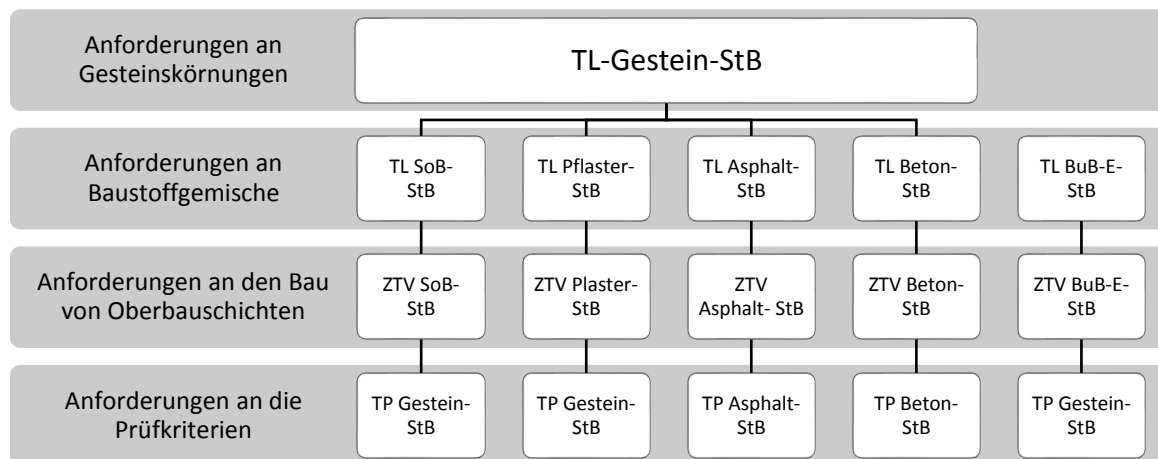 Anforderungen an
Gesteinskörnungen
TL-Gestein-StB
Anforderungen an
Baustoffgemische
TL SoB-
StB
TL Pflaster-
StB
TL Asphalt-
StB
TL Beton-
StB
TL BuB-E-
StB
Anforderungen an den Bau
von Oberbauschichten
ZTV SoB-
StB
ZTV Plaster-
StB
ZTV
Asphalt- StB
ZTV Beton-
StB
ZTV BuB-E-
StB
Anforderungen an die
Prüfkriterien
TP Gestein-
StB
TP Gestein-
StB
TP Asphalt-
StB
TP Beton-
StB
TP Gestein-
StB